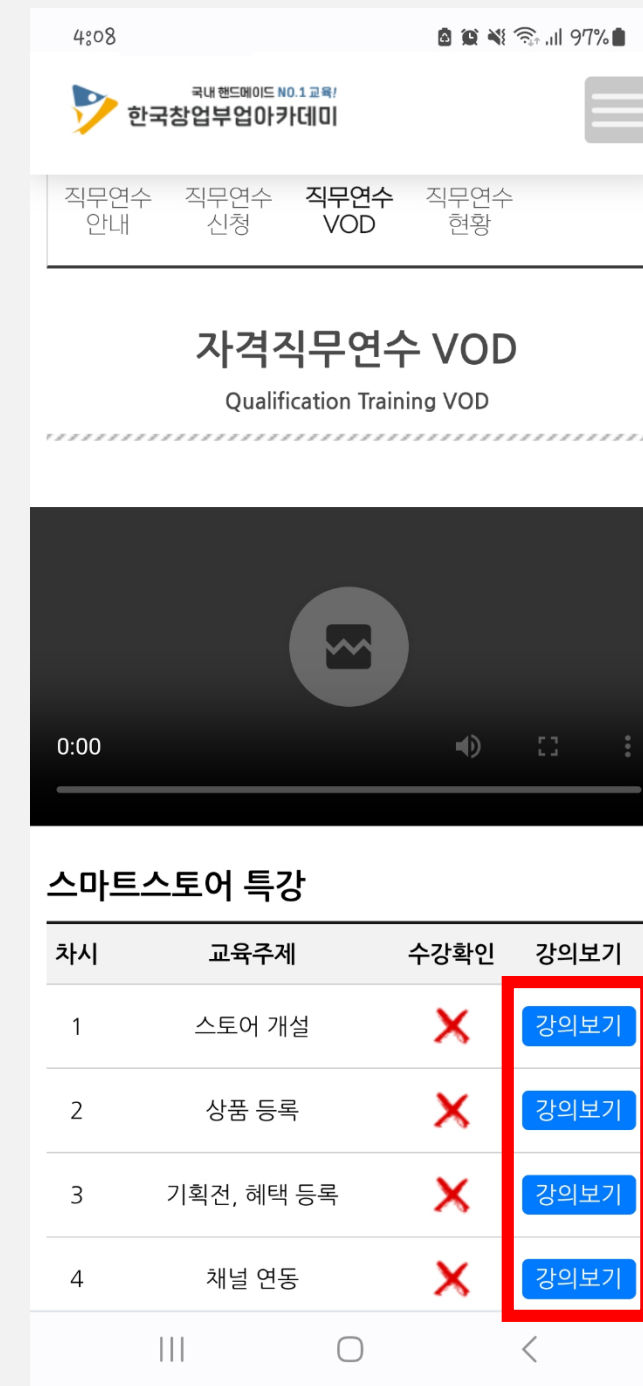 4:08 97%
국내 핸드메이드 NO.1 교육!
한국창업부업아카데미
직무연수 직무연수 직무연수 직무연수
안내 신청 VOD 현황
자격직무연수 VOD
Qualification Training VOD
0:00
스마트스토어 특강
차시 교육주제 수강확인 강의보기
1 스토어 개설 강의보기
2 상품 등록 강의보기
3 기획전, 혜택 등록 강의보기
4 채널 연동 강의보기